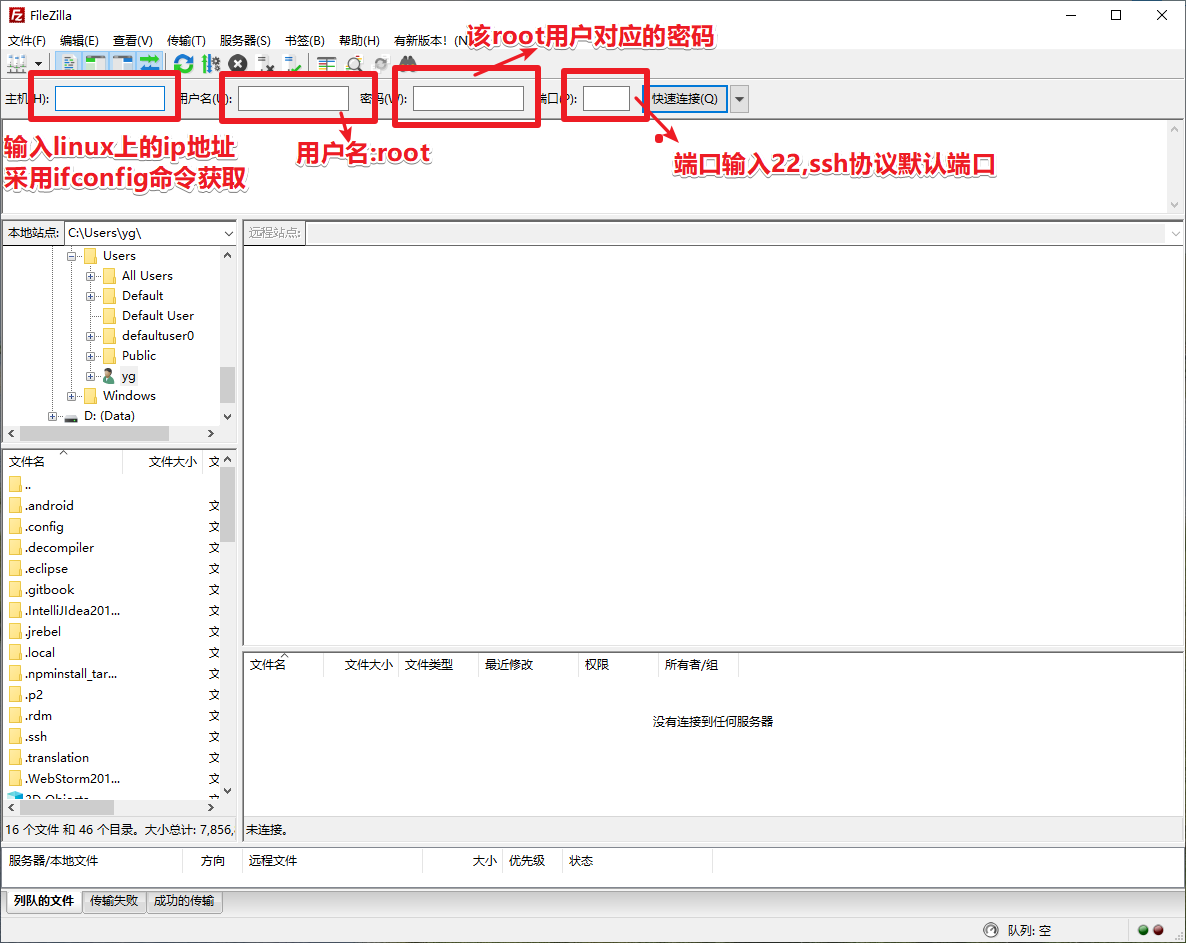 FileZilla
文件(F) 编辑(E) 查看(V) 传输(T) 服务器(S) 书签(B) 帮助(H) 有新版本! (N)
该root用户对应的密码
主机(H): 用户名(U): 密码(W): 端口(P): 快速连接(Q)
输入linux上的ip地址
采用ifconfig命令获取
用户名:root
端口输入22,ssh协议默认端口
本地站点: C:\Users\yg\
远程站点:
Users
All Users
Default
Default User
defaultuser0
Public
yg
Windows
D: (Data)
文件名 文件大小 文
..
.android 文
.config 文
.decompiler 文
.eclipse 文
.gitbook 文
.IntelliJIdea201... 文
.jrebel 文
.local 文
.npminstall_tar... 文
.p2 文
.rdm 文
.ssh 文
.translation 文
.WebStorm201... 文
3D Objects 文
16 个文件 和 46 个目录。大小总计: 7,856,
文件名 文件大小 文件类型 最近修改 权限 所有者/组
没有连接到任何服务器
未连接。
服务器/本地文件 方向 远程文件 大小 优先级 状态
列队的文件 传输失败 成功的传输
队列: 空